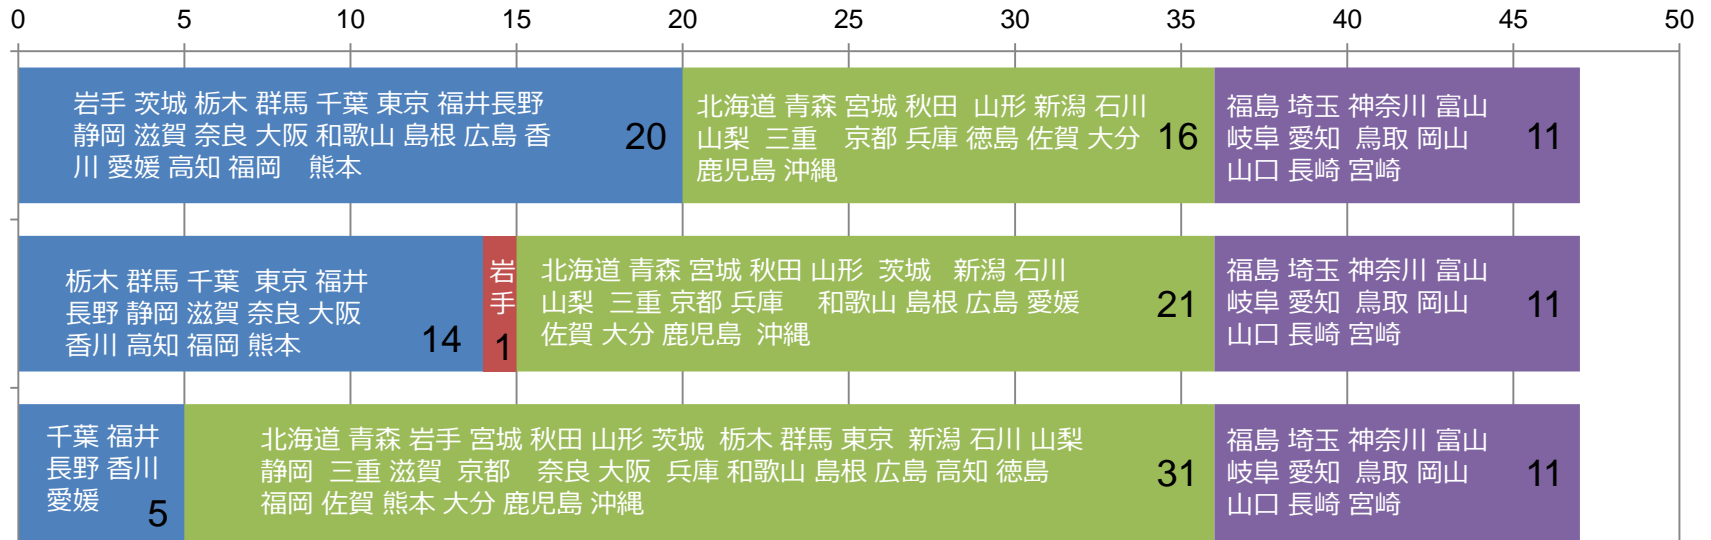 0 5 10 15 20 25 30 35 40 45 50
岩手 茨城 栃木 群馬 千葉 東京 福井長野
静岡 滋賀 奈良 大阪 和歌山 島根 広島 香
川 愛媛 高知 福岡　熊本
20
北海道 青森 宮城 秋田 山形 新潟 石川
山梨 三重　京都 兵庫 徳島 佐賀 大分
鹿児島 沖縄
16
福島 埼玉 神奈川 富山
岐阜 愛知 鳥取 岡山
山口 長崎 宮崎
11
栃木 群馬 千葉 東京 福井
長野 静岡 滋賀 奈良 大阪
香川 高知 福岡 熊本
14
岩
手
1
北海道 青森 宮城 秋田 山形 茨城 新潟 石川
山梨 三重 京都 兵庫　和歌山 島根 広島 愛媛
佐賀 大分 鹿児島 沖縄
21
福島 埼玉 神奈川 富山
岐阜 愛知 鳥取 岡山
山口 長崎 宮崎
11
千葉 福井
長野 香川
愛媛
5
北海道 青森 岩手 宮城 秋田 山形 茨城 栃木 群馬 東京 新潟 石川 山梨
静岡 三重 滋賀 京都　奈良 大阪 兵庫 和歌山 島根 広島 高知 徳島
福岡 佐賀 熊本 大分 鹿児島 沖縄
31
福島 埼玉 神奈川 富山
岐阜 愛知 鳥取 岡山
山口 長崎 宮崎
11